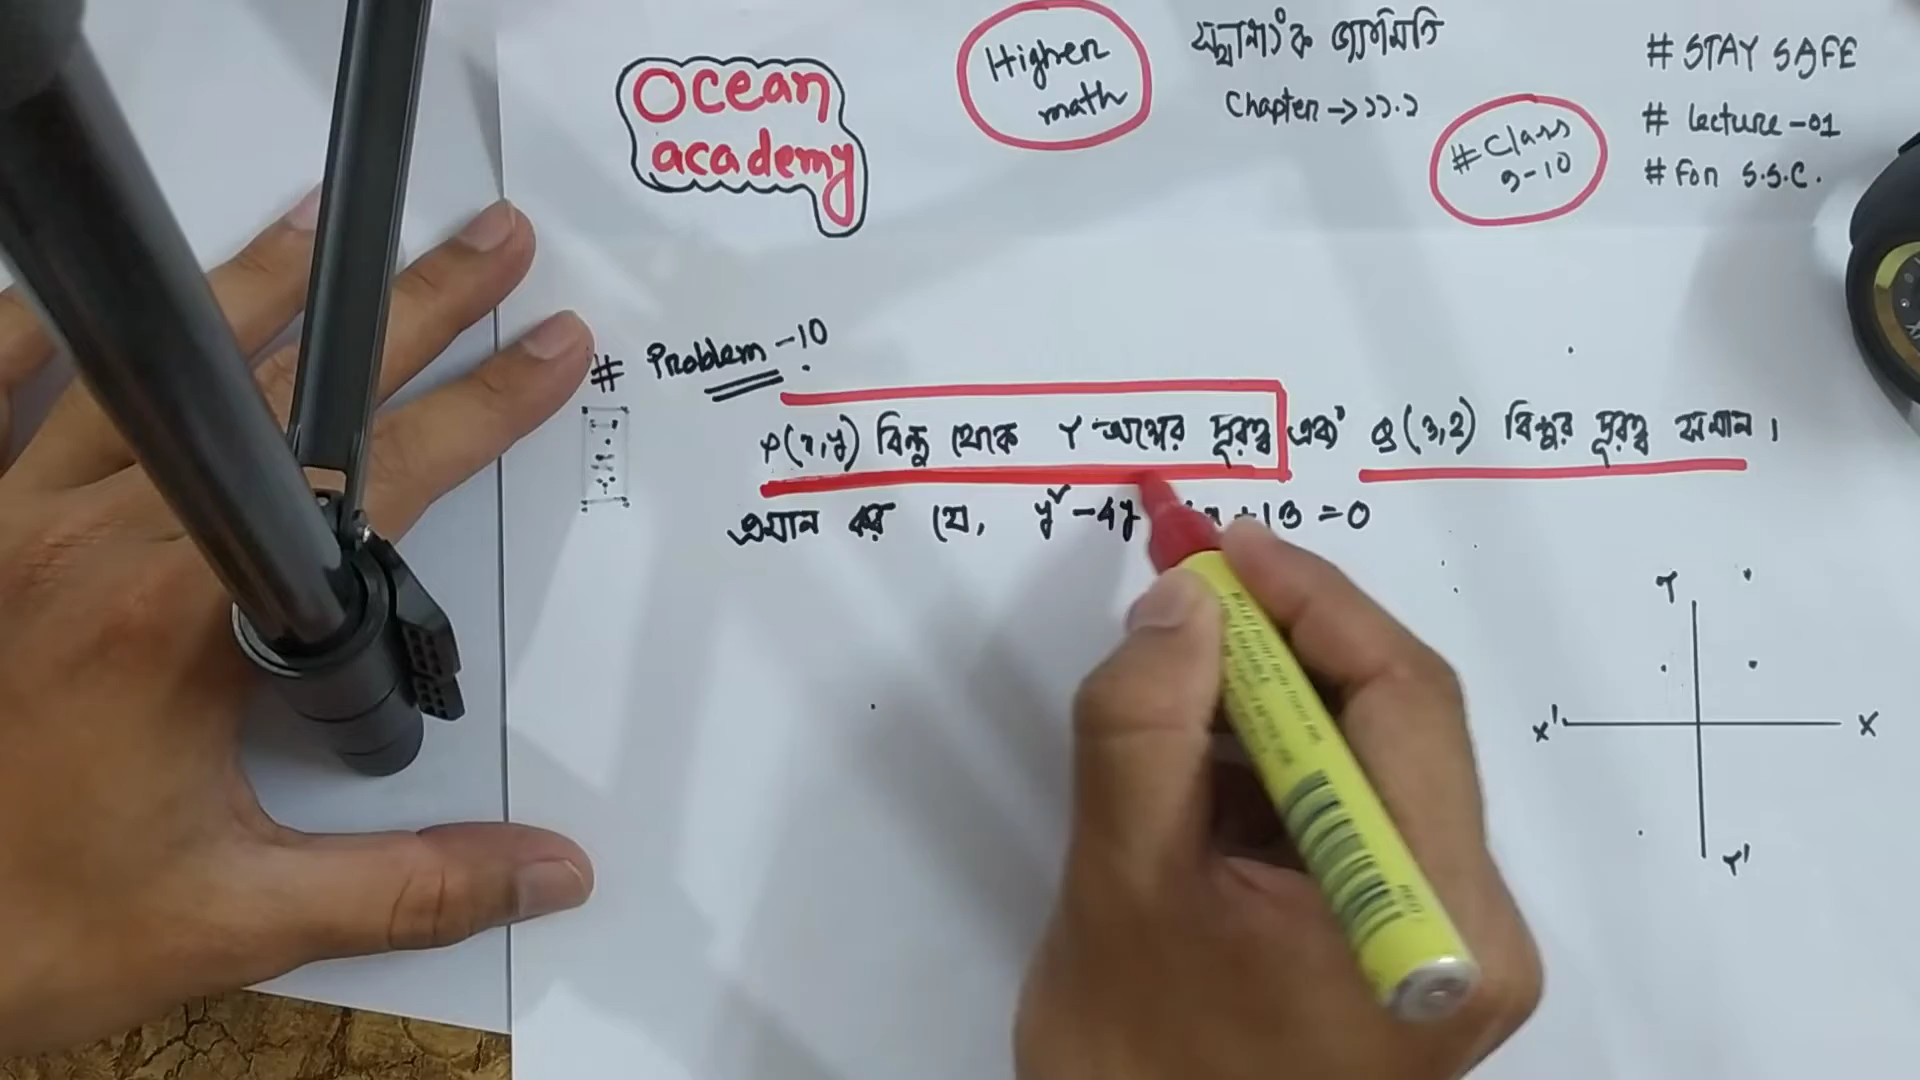 Ocean
academy
Higher
math
স্থানাংক জ্যামিতি
Chapter → ১১.১
# Class
9-10
# STAY SAFE
# lecture -01
# For S.S.C.
# Problem -10
P(x,y) বিন্দু থেকে Y-অক্ষের দূরত্ব এবং Q(3,2) বিন্দুর দূরত্ব সমান।
প্রমান কর যে, y² - 4y +13 =0
Y
X'
X
Y'